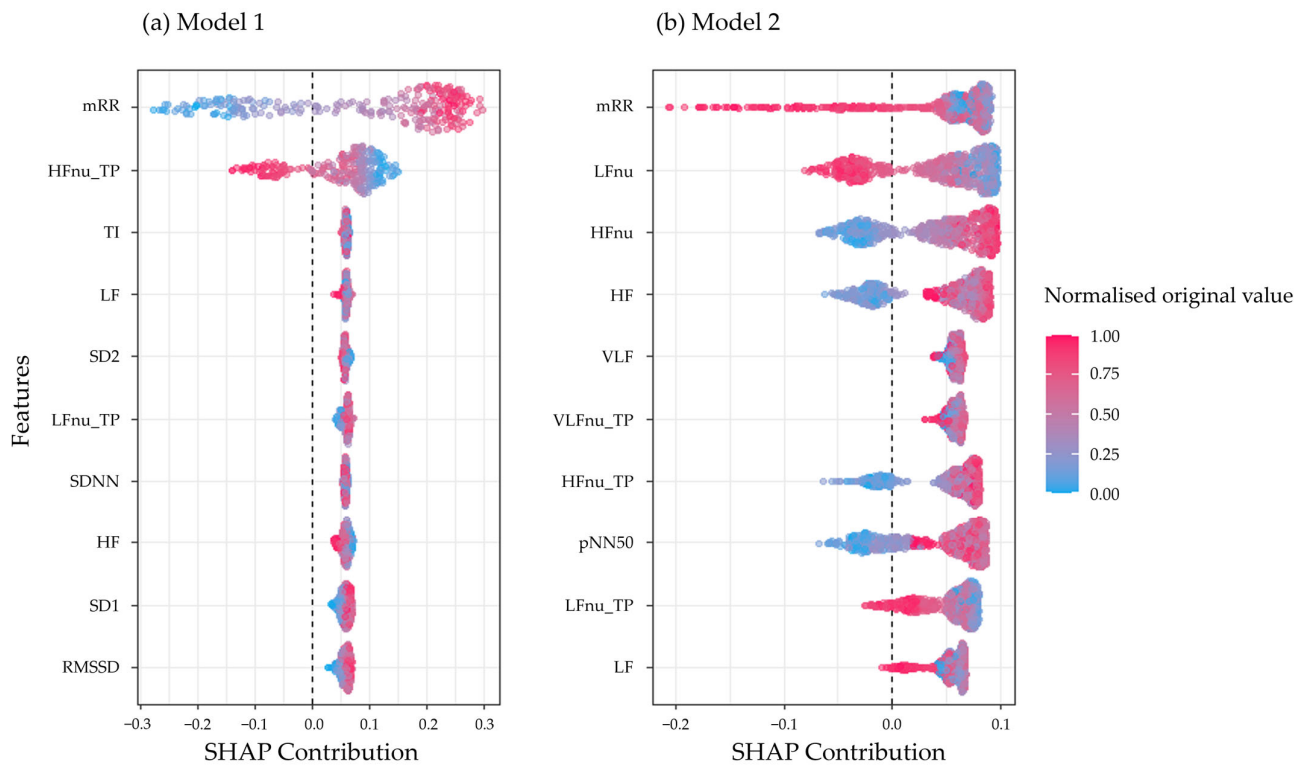 (a) Model 1
(b) Model 2
Features
mRR
HFnu_TP
TI
LF
SD2
LFnu_TP
SDNN
HF
SD1
RMSSD
−0.3 −0.2 −0.1 0.0 0.1 0.2 0.3
SHAP Contribution
mRR
LFnu
HFnu
HF
VLF
VLFnu_TP
HFnu_TP
pNN50
LFnu_TP
LF
−0.2 −0.1 0.0 0.1
SHAP Contribution
Normalised original value
1.00
0.75
0.50
0.25
0.00